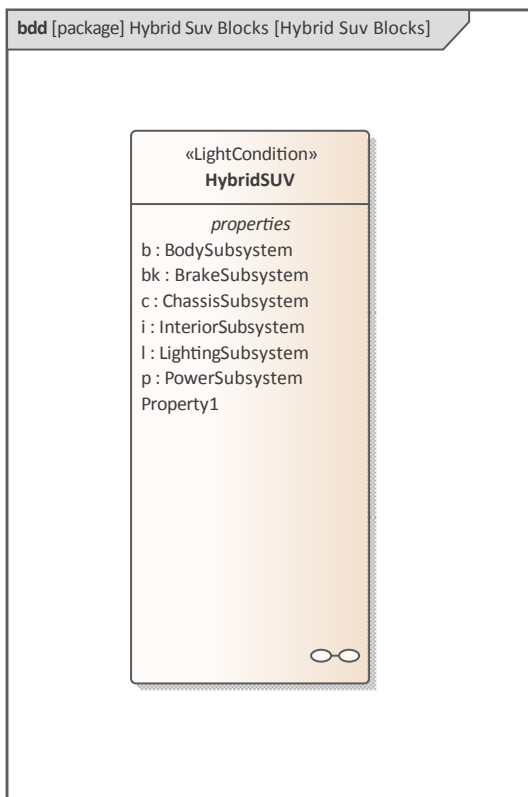 bdd [package] Hybrid Suv Blocks [Hybrid Suv Blocks]
«LightCondition»
HybridSUV
properties
b : BodySubsystem
bk : BrakeSubsystem
c : ChassisSubsystem
i : InteriorSubsystem
l : LightingSubsystem
p : PowerSubsystem
Property1